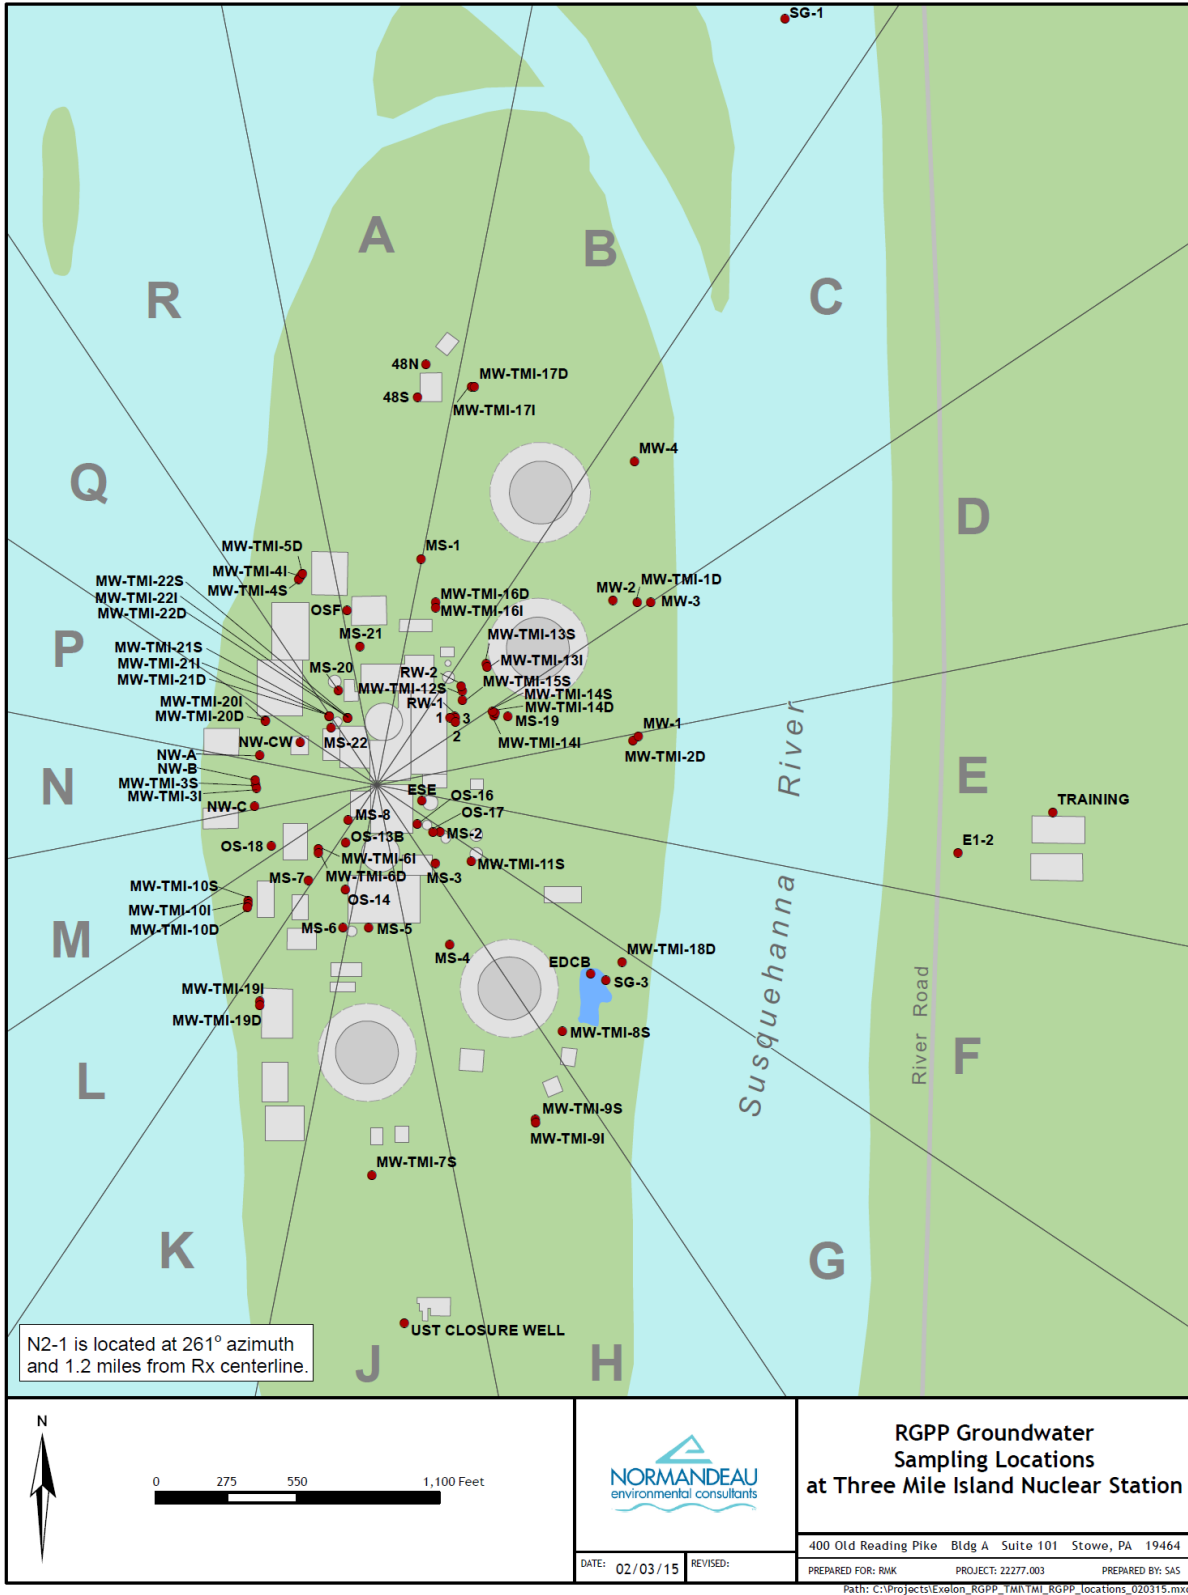 SG-1
A
B
C
R
48N
MW-TMI-17D
48S
MW-TMI-17I
MW-4
Q
D
MS-1
MW-TMI-5D
MW-TMI-4I
MW-TMI-4S
MW-TMI-22S
MW-TMI-22I
MW-TMI-22D
OSF
MW-TMI-16D
MW-TMI-16I
MW-2
MW-TMI-1D
MW-3
P
MS-21
MW-TMI-13S
MW-TMI-13I
MW-TMI-21S
MW-TMI-21I
MW-TMI-21D
MS-20
RW-2
MW-TMI-12S
MW-TMI-15S
MW-TMI-14S
MW-TMI-14D
MW-TMI-20I
MW-TMI-20D
RW-1
1
3
2
MS-19
MW-TMI-14I
MW-1
MW-TMI-2D
NW-CW
MS-22
NW-A
NW-B
MW-TMI-3S
MW-TMI-3I
NW-C
N
E
ESE
OS-16
OS-17
TRAINING
MS-8
MS-2
OS-13B
OS-18
MW-TMI-6I
MW-TMI-6D
MS-3
MW-TMI-11S
E1-2
MS-7
OS-14
MW-TMI-10S
MW-TMI-10I
MW-TMI-10D
M
MS-6
MS-5
MS-4
EDCB
MW-TMI-18D
SG-3
Susquehanna River
River Road
MW-TMI-19I
MW-TMI-19D
MW-TMI-8S
F
L
MW-TMI-9S
MW-TMI-9I
MW-TMI-7S
K
G
UST CLOSURE WELL
J
H
N2-1 is located at 261° azimuth
and 1.2 miles from Rx centerline.
N
0 275 550 1,100 Feet
NORMANDEAU
environmental consultants
DATE: 02/03/15 REVISED:
RGPP Groundwater
Sampling Locations
at Three Mile Island Nuclear Station
400 Old Reading Pike Bldg A Suite 101 Stowe, PA 19464
PREPARED FOR: RMK PROJECT: 22277.003 PREPARED BY: SAS
Path: C:\Projects\Exelon_RGPP_TMI\TMI_RGPP_locations_020315.mxd